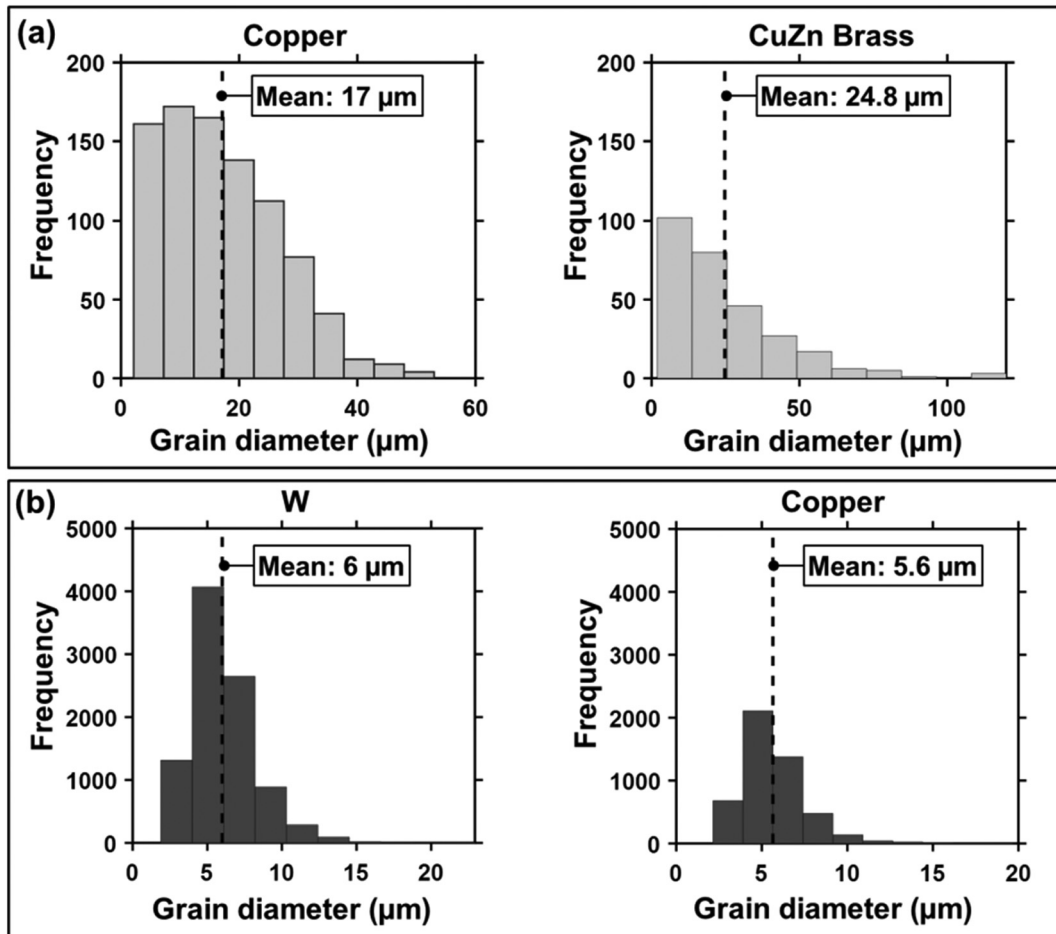 (a)
Copper
CuZn Brass
200
150
100
50
0
Frequency
Mean: 17 µm
0 20 40 60
Grain diameter (µm)
200
150
100
50
0
Frequency
Mean: 24.8 µm
0 50 100
Grain diameter (µm)
(b)
W
Copper
5000
4000
3000
2000
1000
0
Frequency
Mean: 6 µm
0 5 10 15 20
Grain diameter (µm)
5000
4000
3000
2000
1000
0
Frequency
Mean: 5.6 µm
0 5 10 15 20
Grain diameter (µm)